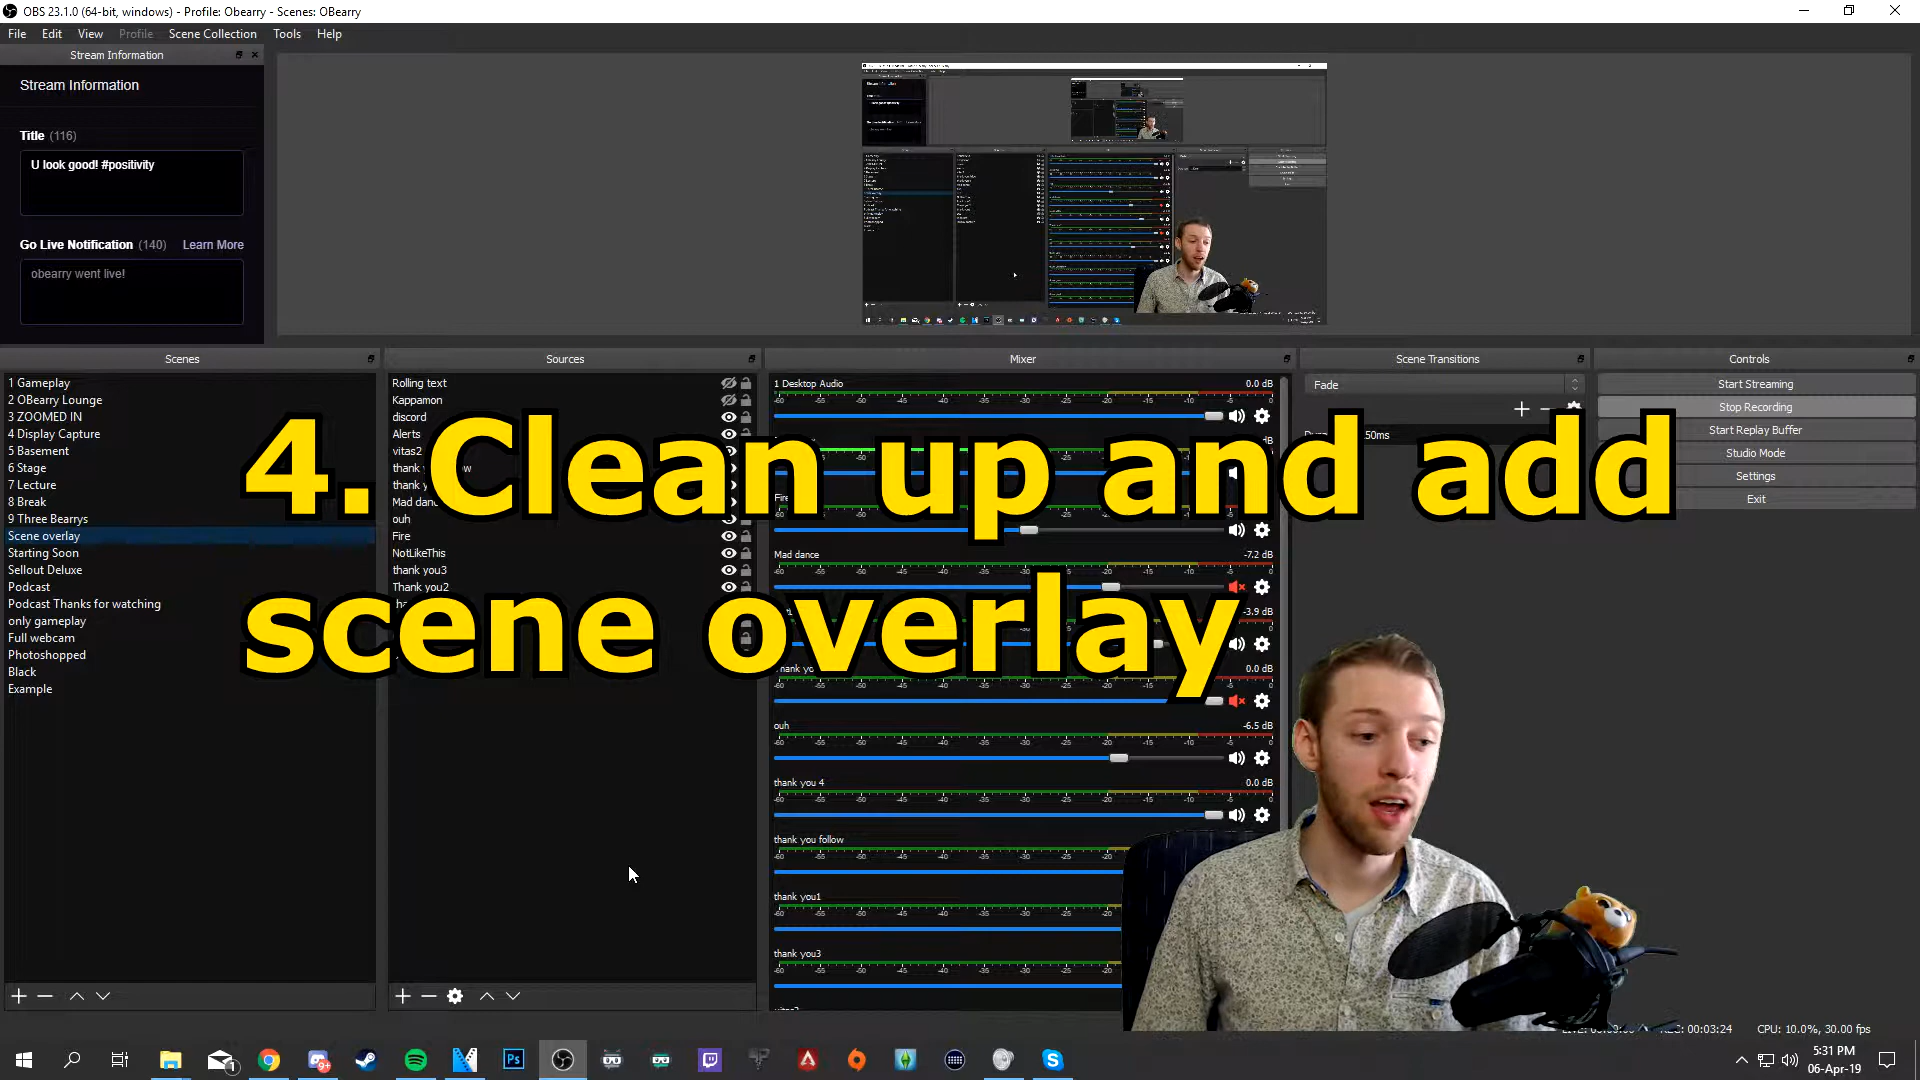 OBS 23.1.0 (64-bit, windows) - Profile: Obearry - Scenes: OBearry
File Edit View Profile Scene Collection Tools Help
Stream Information
Stream Information
Title (116)
U look good! #positivity
Go Live Notification (140) Learn More
obearry went live!
Scenes
1 Gameplay
2 OBearry Lounge
3 ZOOMED IN
4 Display Capture
5 Basement
6 Stage
7 Lecture
8 Break
9 Three Bearrys
Scene overlay
Starting Soon
Sellout Deluxe
Podcast
Podcast Thanks for watching
only gameplay
Full webcam
Photoshopped
Black
Example
Sources
Rolling text
Kappamon
discord
Alerts
vitas2
thank
thank
Mad
ouh
Fire
NotLikeThis
thank you3
Thank you2
4. Clean up and add
scene overlay
Mixer
1 Desktop Audio 0.0 dB
Mad dance -7.2 dB
-3.9 dB
0.0 dB
ouh -6.5 dB
thank you 4 0.0 dB
thank you follow
thank you1
thank you3
Scene Transitions
Fade
Controls
Start Streaming
Stop Recording
Start Replay Buffer
Studio Mode
Settings
Exit
REC: 00:03:24 CPU: 10.0%, 30.00 fps
5:31 PM
06-Apr-19